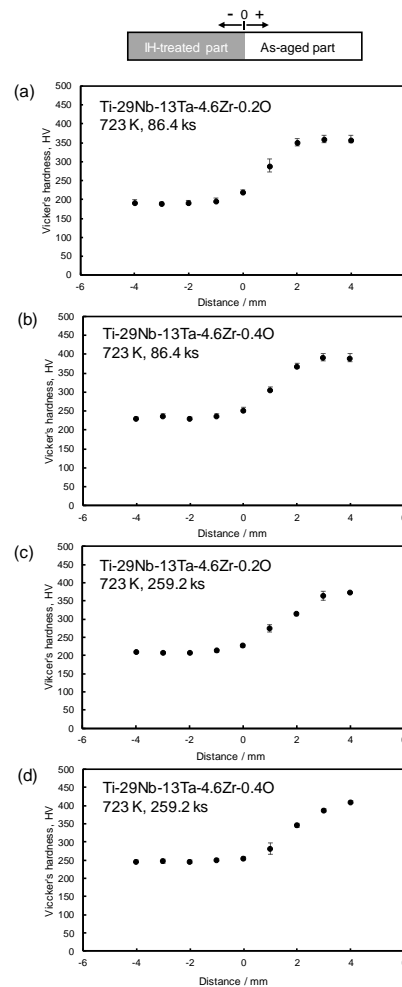 - 0 +
IH-treated part As-aged part
(a)
Ti-29Nb-13Ta-4.6Zr-0.2O
723 K, 86.4 ks
Vicker's hardness, HV
500
450
400
350
300
250
200
150
100
50
0
-6 -4 -2 0 2 4 6
Distance / mm
(b)
Ti-29Nb-13Ta-4.6Zr-0.4O
723 K, 86.4 ks
Vicker's hardness, HV
500
450
400
350
300
250
200
150
100
50
0
-6 -4 -2 0 2 4 6
Distance / mm
(c)
Ti-29Nb-13Ta-4.6Zr-0.2O
723 K, 259.2 ks
Vikcer's hardness, HV
500
450
400
350
300
250
200
150
100
50
0
-6 -4 -2 0 2 4 6
Distance / mm
(d)
Ti-29Nb-13Ta-4.6Zr-0.4O
723 K, 259.2 ks
Viccker's hardness, HV
500
450
400
350
300
250
200
150
100
50
0
-6 -4 -2 0 2 4 6
Distance / mm